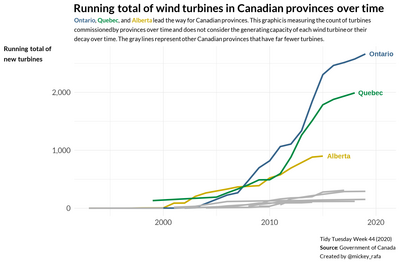 Running total of wind turbines in Canadian provinces over time
Ontario, Quebec, and Alberta lead the way for Canadian provinces. This graphic is measuring the count of turbines
commissioned by provinces over time and does not consider the generating capacity of each wind turbine or their
decay over time. The gray lines represent other Canadian provinces that have far fewer turbines.
Running total of
new turbines
Ontario
2,000
Quebec
1,000
Alberta
0
2000
2010
2020
Tidy Tuesday Week 44 (2020)
Source: Government of Canada
Created by @mickey_rafa